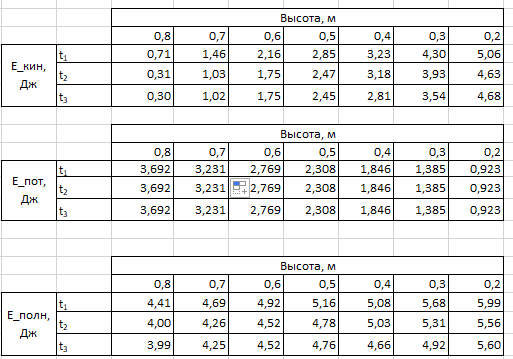 Высота, м
0,8 0,7 0,6 0,5 0,4 0,3 0,2
E_кин, Дж t1 0,71 1,46 2,16 2,85 3,23 4,30 5,06
t2 0,31 1,03 1,75 2,47 3,18 3,93 4,63
t3 0,30 1,02 1,75 2,45 2,81 3,54 4,68
Высота, м
0,8 0,7 0,6 0,5 0,4 0,3 0,2
E_пот, Дж t1 3,692 3,231 2,769 2,308 1,846 1,385 0,923
t2 3,692 3,231 2,769 2,308 1,846 1,385 0,923
t3 3,692 3,231 2,769 2,308 1,846 1,385 0,923
Высота, м
0,8 0,7 0,6 0,5 0,4 0,3 0,2
E_полн, Дж t1 4,41 4,69 4,92 5,16 5,08 5,68 5,99
t2 4,00 4,26 4,52 4,78 5,03 5,31 5,56
t3 3,99 4,25 4,52 4,76 4,66 4,92 5,60